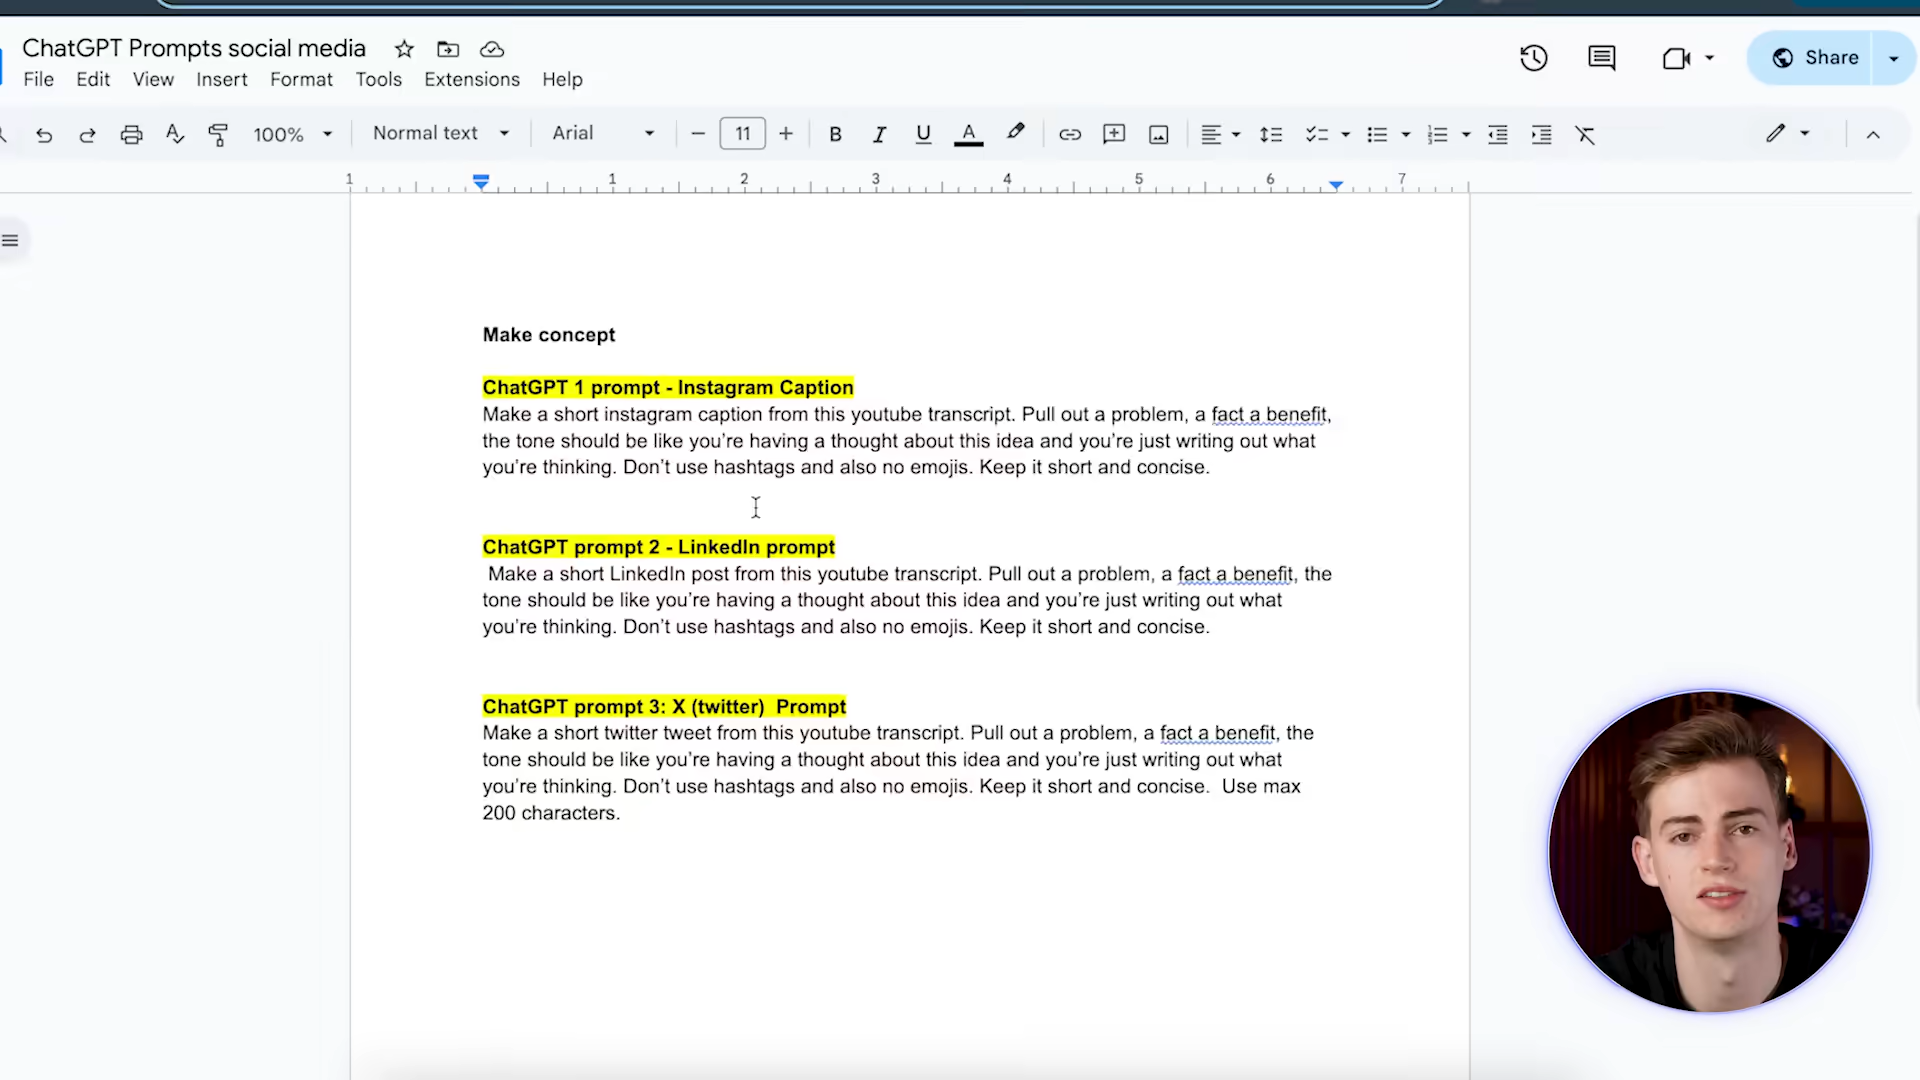 ChatGPT Prompts social media
Share
File Edit View Insert Format Tools Extensions Help
100% Normal text Arial 11 B I U A
1 1 2 3 4 5 6 7
Make concept
ChatGPT 1 prompt - Instagram Caption
Make a short instagram caption from this youtube transcript. Pull out a problem, a fact a benefit,
the tone should be like you’re having a thought about this idea and you’re just writing out what
you’re thinking. Don’t use hashtags and also no emojis. Keep it short and concise.
ChatGPT prompt 2 - LinkedIn prompt
Make a short LinkedIn post from this youtube transcript. Pull out a problem, a fact a benefit, the
tone should be like you’re having a thought about this idea and you’re just writing out what
you’re thinking. Don’t use hashtags and also no emojis. Keep it short and concise.
ChatGPT prompt 3: X (twitter)  Prompt
Make a short twitter tweet from this youtube transcript. Pull out a problem, a fact a benefit, the
tone should be like you’re having a thought about this idea and you’re just writing out what
you’re thinking. Don’t use hashtags and also no emojis. Keep it short and concise.  Use max
200 characters.